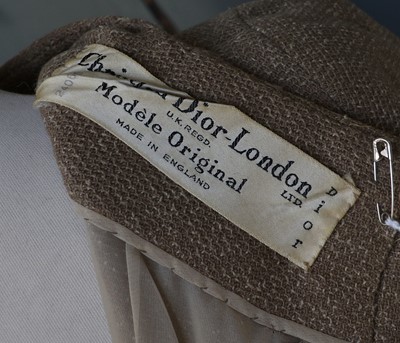 Christian Dior-London LTD.
U.K. REGD.
Modèle Original
MADE IN ENGLAND
Dior